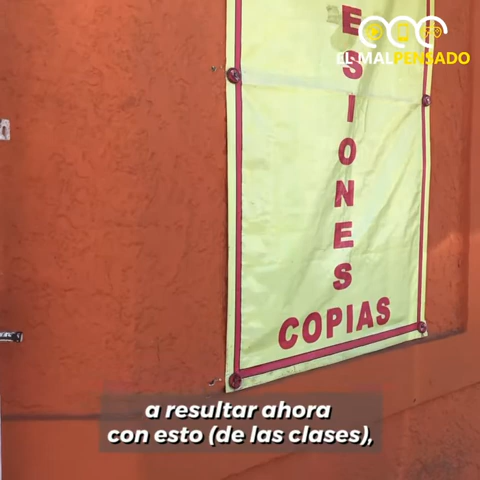 EL MALPENSADO
E
S
I
O
N
E
S
COPIAS
a resultar ahora
con esto (de las clases),